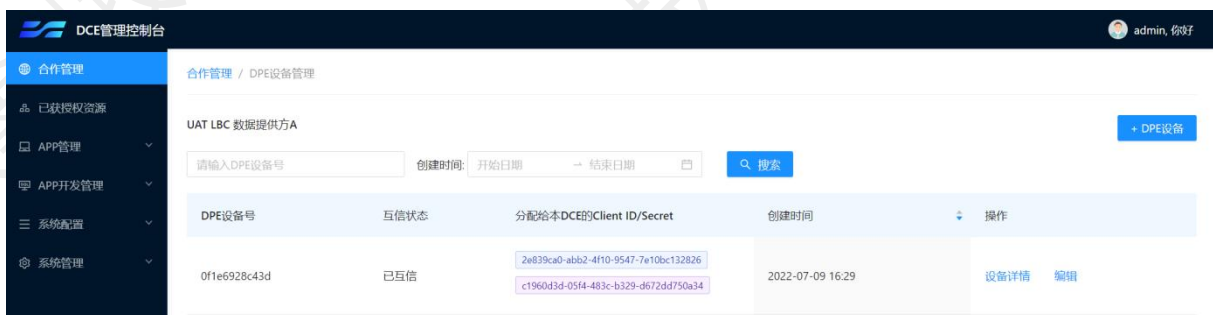 DCE管理控制台
admin, 你好
合作管理
已获授权资源
APP管理
APP开发管理
系统配置
系统管理
合作管理 / DPE设备管理
UAT LBC 数据提供方A
+ DPE设备
请输入DPE设备号 创建时间: 开始日期 → 结束日期 搜索
DPE设备号 互信状态 分配给本DCE的Client ID/Secret 创建时间 操作
0f1e6928c43d 已互信 2e839ca0-abb2-4f10-9547-7e10bc132826 2022-07-09 16:29 设备详情 编辑
c1960d3d-05f4-483c-b329-d672dd750a34